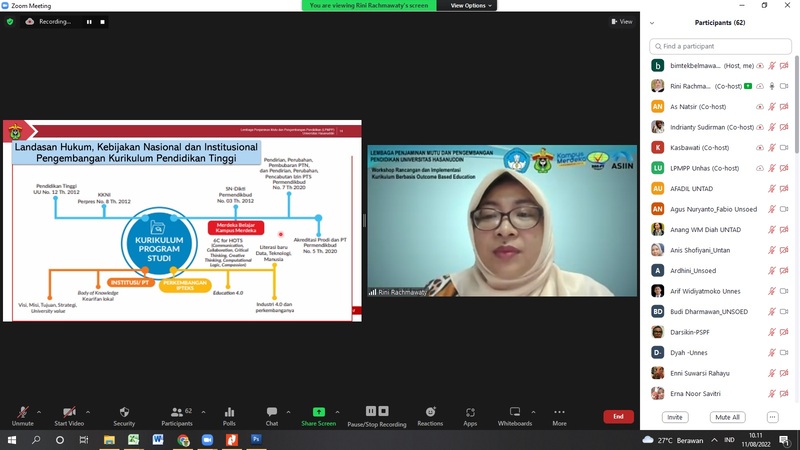 Zoom Meeting
You are viewing Rini Rachmawaty's screen
View Options
Recording...
View
Lembaga Penjaminan Mutu dan Pengembangan Pendidikan (LPMPP)
Universitas Hasanuddin
Landasan Hukum, Kebijakan Nasional dan Institusional
Pengembangan Kurikulum Pendidikan Tinggi
Pendidikan Tinggi
UU No. 12 Th. 2012
KKNI
Perpres No. 8 Th. 2012
SN-Dikti
Permendikbud
No. 03 Th. 2012
Pendirian, Perubahan,
Pembubaran PTN,
dan Pendirian, Perubahan,
Pencabutan Izin PTS
Permendikbud
No. 7 Th. 2020
Merdeka Belajar
Kampus Merdeka
KURIKULUM
PROGRAM
STUDI
6C for HOTS
(Communication,
Collaboration, Critical
Thinking, Creative
Thinking, Computational
Logic, Compassion)
Literasi baru
Data, Teknologi,
Manusia
Akreditasi Prodi dan PT
Permendikbud
No. 5 Th. 2020
INSTITUSI/ PT
PERKEMBANGAN
IPTEKS
Body of Knowledge
Kearifan lokal
Education 4.0
Visi, Misi, Tujuan, Strategi,
University value
Industri 4.0 dan
perkembanganya
LEMBAGA PENJAMINAN MUTU DAN PENGEMBANGAN
PENDIDIKAN UNIVERSITAS HASANUDDIN
Workshop Rancangan dan Implementasi
Kurikulum Berbasis Outcome Based Education
Kampus
Merdeka
ASIIN
Rini Rachmawaty
Participants (62)
Find a participant
b bimtekbelmawa... (Host, me)
Rini Rachma... (Co-host)
AN As Natsir (Co-host)
Indrianty Sudirman (Co-host)
K Kasbawati (Co-host)
LU LPMPP Unhas (Co-host)
AU AFADIL UNTAD
AN Agus Nuryanto_Fabio Unsoed
AU Anang WM Diah UNTAD
Anis Shofiyani_Untan
A Ardhini_Unsoed
Arif Widiyatmoko Unnes
BD Budi Dharmawan_UNSOED
Darsikin-PSPF
D- Dyah -Unnes
Enni Suwarsi Rahayu
Erna Noor Savitri
Invite
Mute All
Unmute
Start Video
Security
Participants
62
Polls
Chat
Share Screen
Pause/Stop Recording
Reactions
Apps
Whiteboards
More
End
27°C Berawan
IND
10.11
11/08/2022